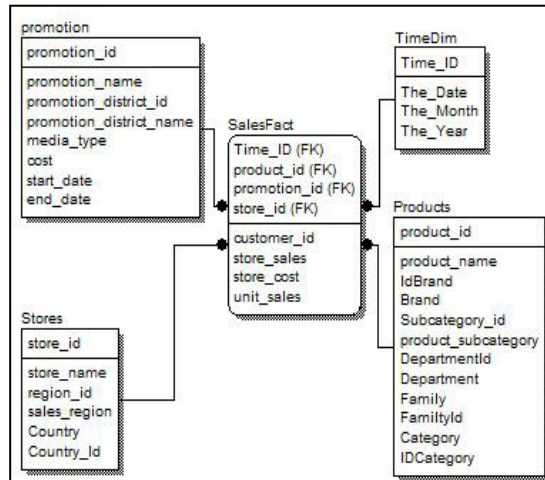 promotion
promotion_id
promotion_name
promotion_district_id
promotion_district_name
media_type
cost
start_date
end_date
TimeDim
Time_ID
The_Date
The_Month
The_Year
SalesFact
Time_ID (FK)
product_id (FK)
promotion_id (FK)
store_id (FK)
customer_id
store_sales
store_cost
unit_sales
Products
product_id
product_name
IdBrand
Brand
Subcategory_id
product_subcategory
DepartmentId
Department
Family
FamiltyId
Category
IDCategory
Stores
store_id
store_name
region_id
sales_region
Country
Country_Id